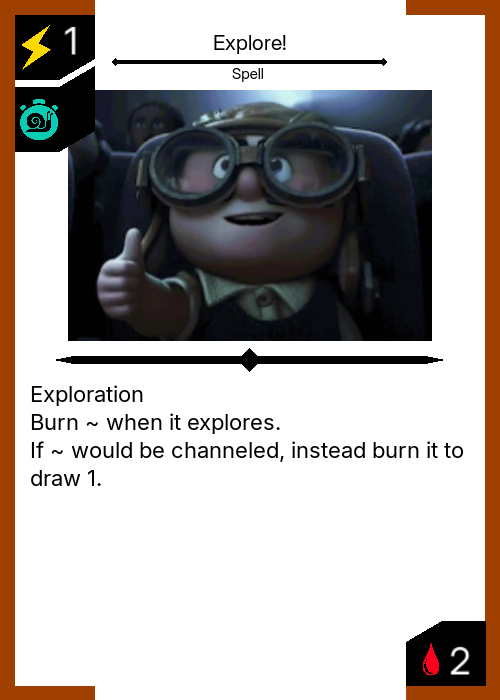 1
Explore!
Spell
Exploration
Burn ~ when it explores.
If ~ would be channeled, instead burn it to
draw 1.
2